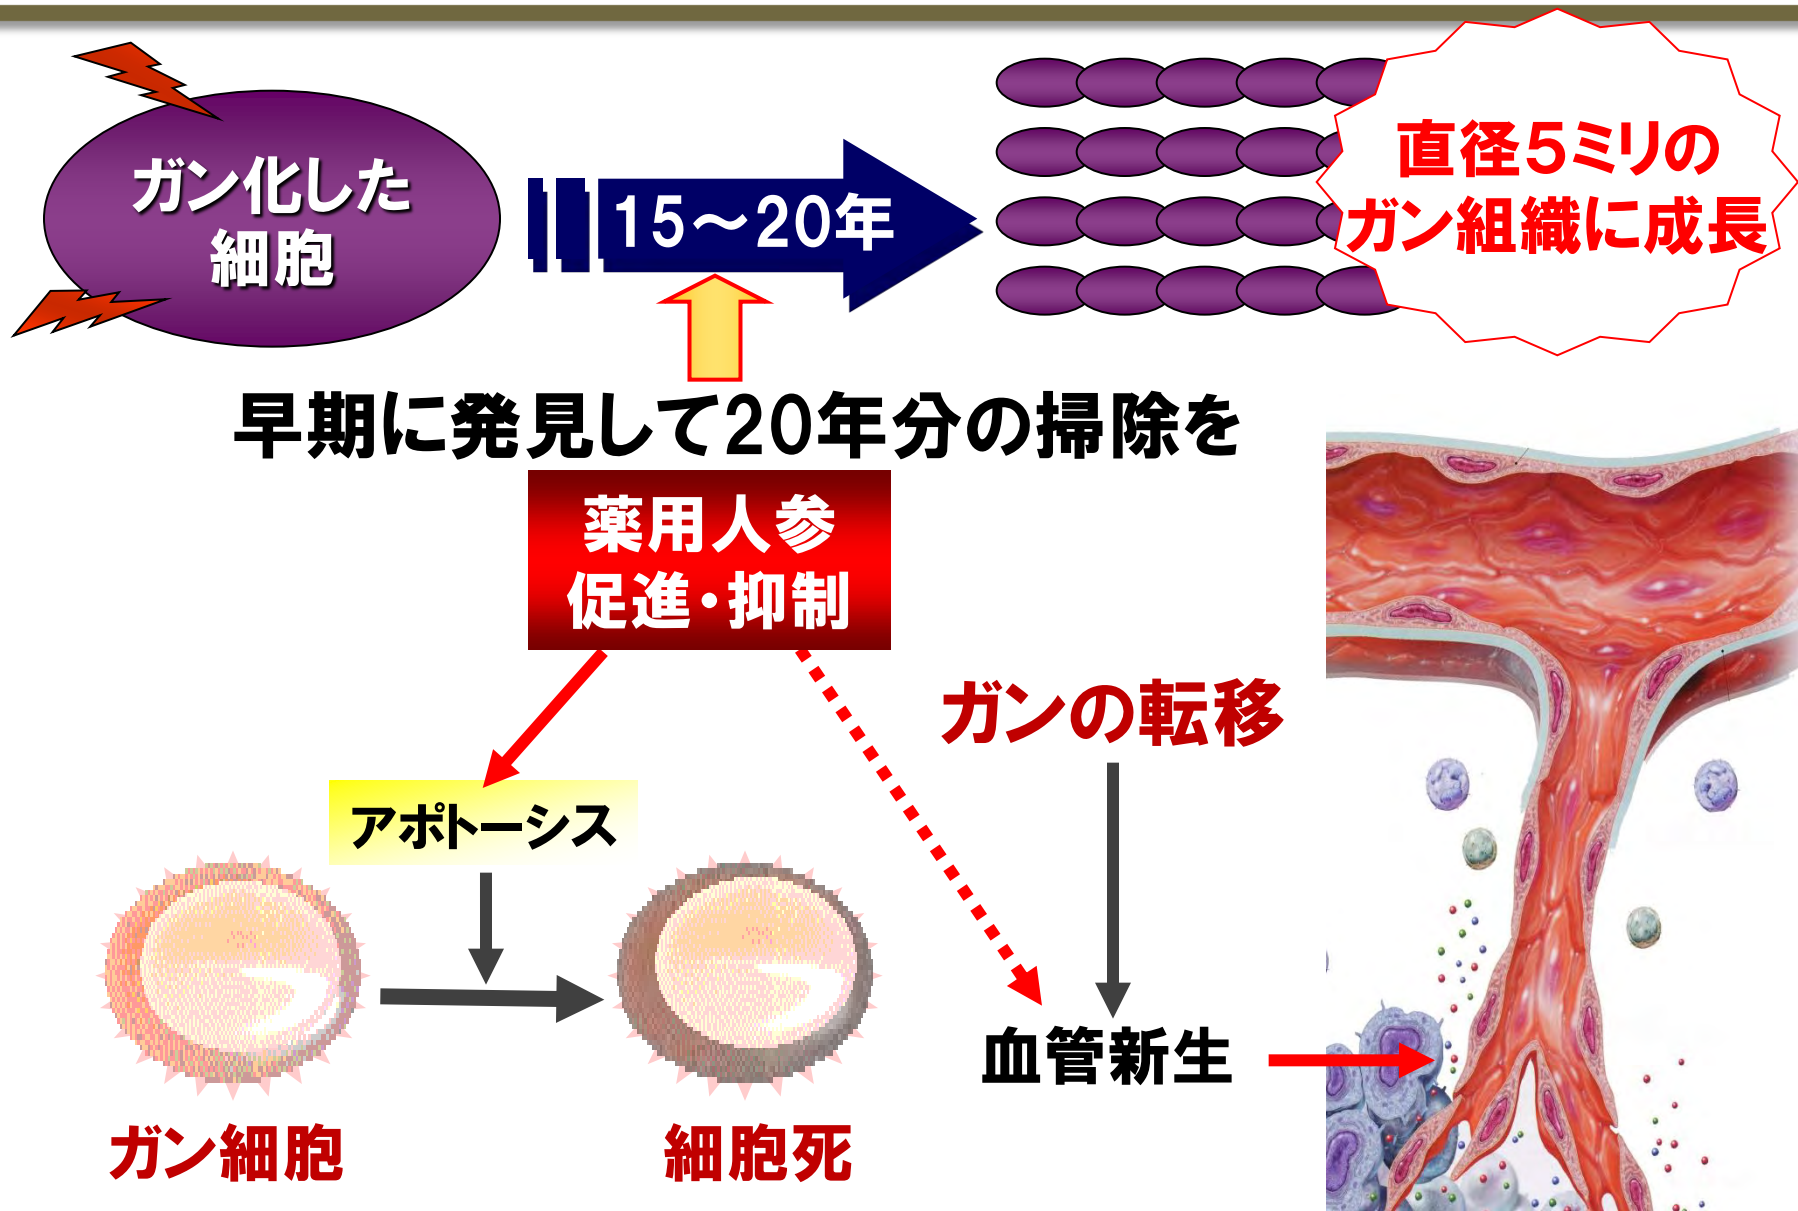 ガン化した
細胞
15～20年
直径5ミリの
ガン組織に成長
早期に発見して20年分の掃除を
薬用人参
促進・抑制
ガンの転移
アポトーシス
血管新生
ガン細胞
細胞死